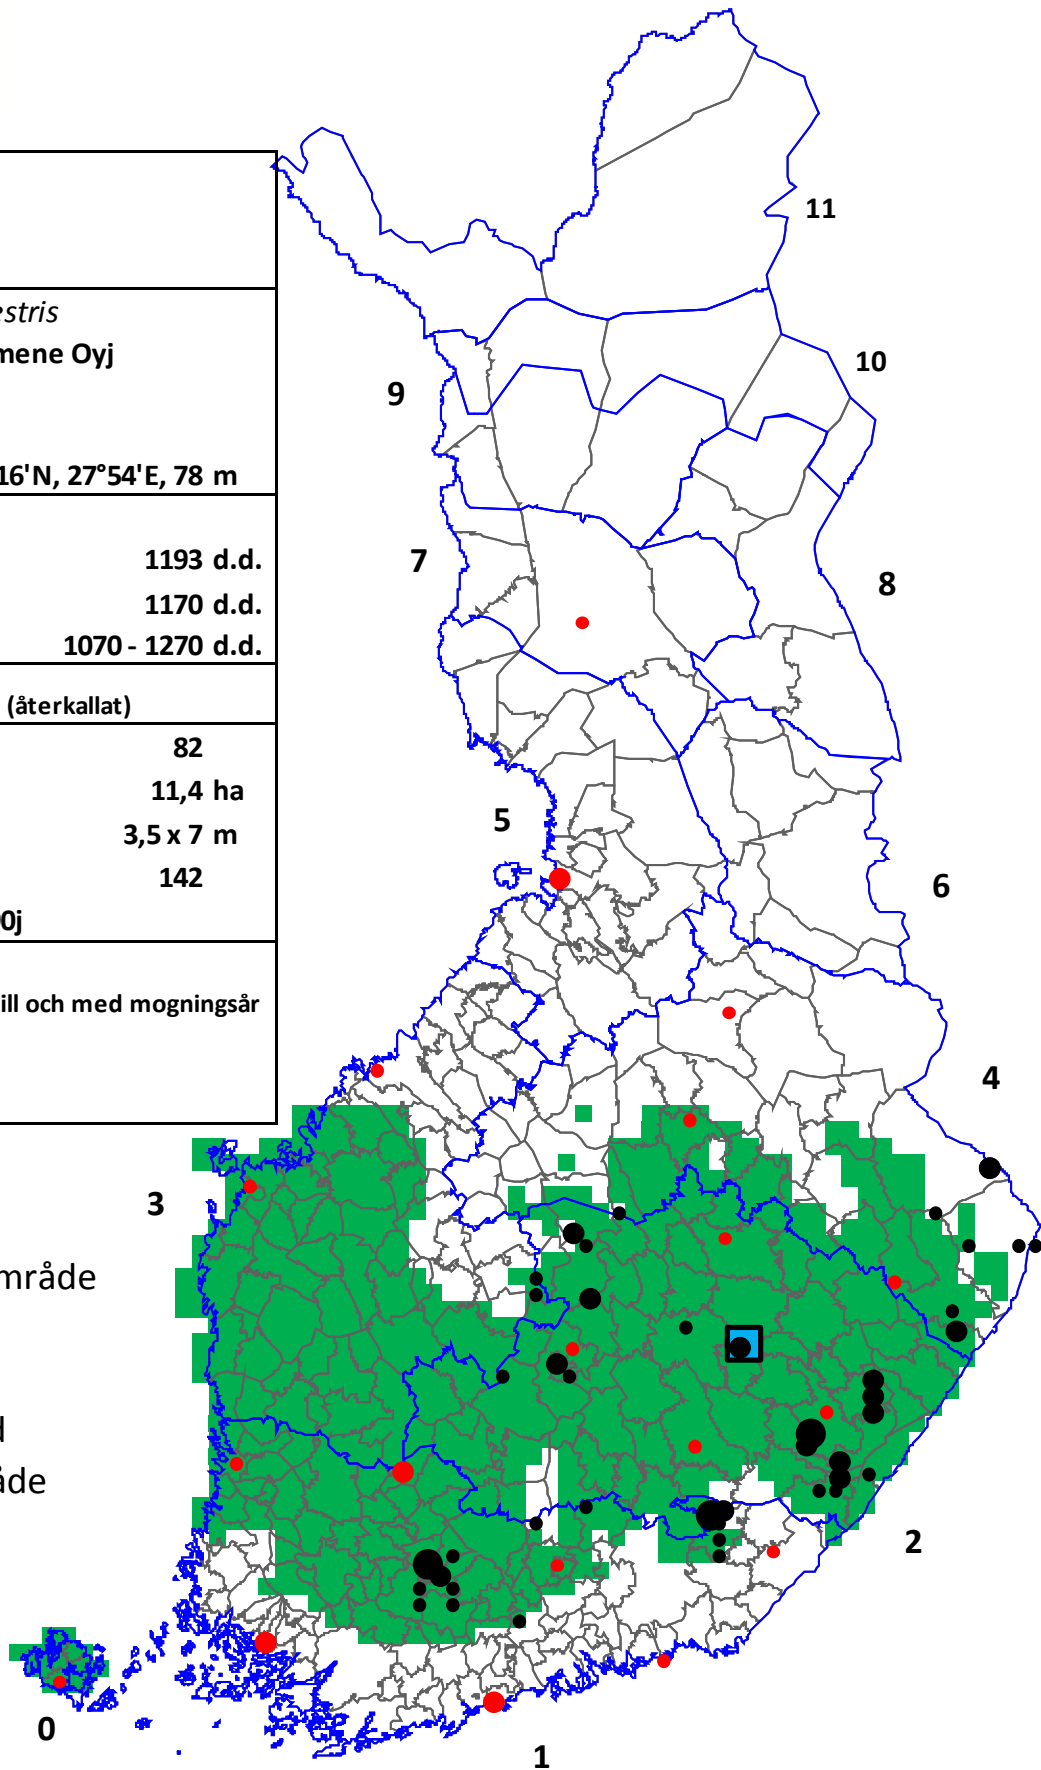 estris
mene Oyj
16'N, 27°54'E, 78 m
1193 d.d.
1170 d.d.
1070 - 1270 d.d.
(återkallat)
82
11,4 ha
3,5 x 7 m
142
0j
ill och med mogningsår
område
d
åde
11
10
9
7
8
5
6
4
3
2
0
1